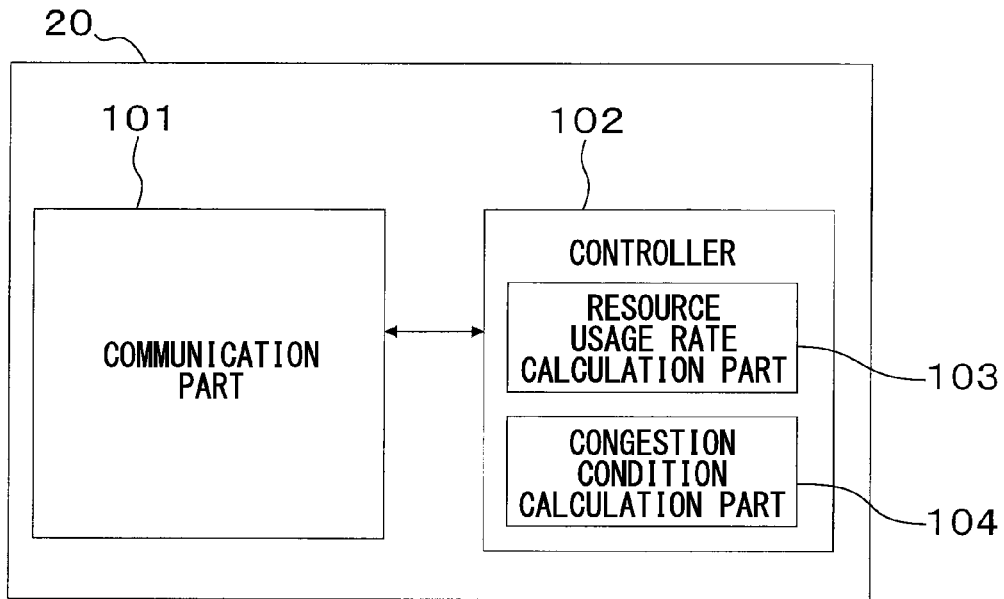 20
101
102
COMMUNICATION
PART
CONTROLLER
RESOURCE
USAGE RATE
CALCULATION PART
103
CONGESTION
CONDITION
CALCULATION PART
104